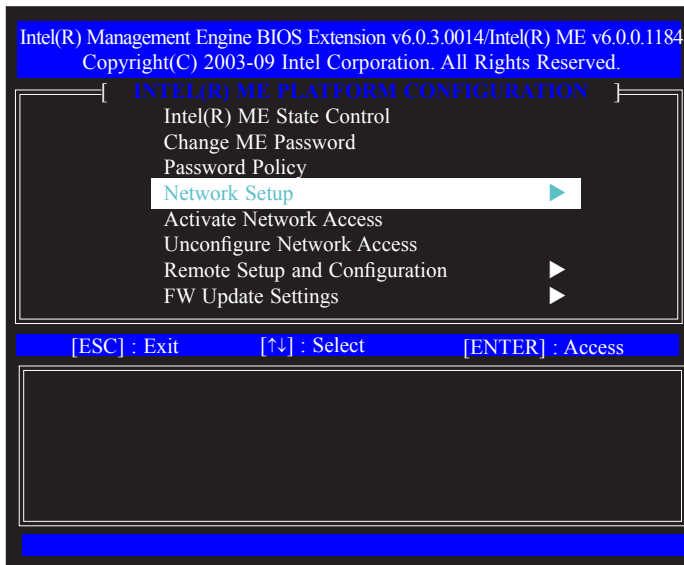 Intel(R) Management Engine BIOS Extension v6.0.3.0014/Intel(R) ME v6.0.0.1184
Copyright(C) 2003-09 Intel Corporation. All Rights Reserved.
[ INTEL(R) ME PLATFORM CONFIGURATION ]
Intel(R) ME State Control
Change ME Password
Password Policy
Network Setup ▶
Activate Network Access
Unconfigure Network Access
Remote Setup and Configuration ▶
FW Update Settings ▶
[ESC] : Exit [↑↓] : Select [ENTER] : Access